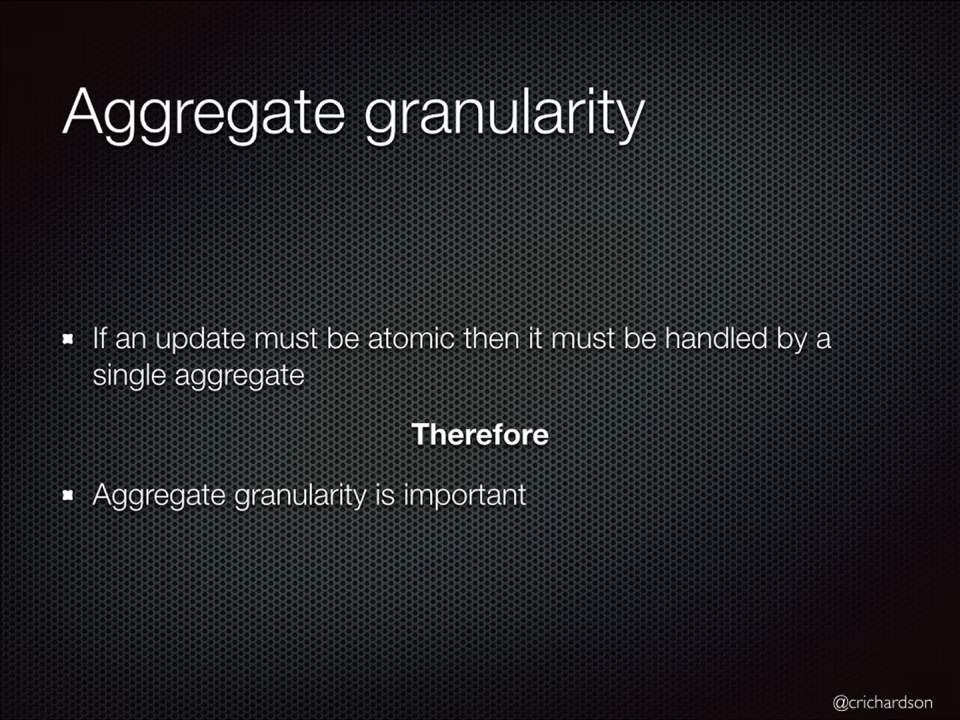 Aggregate granularity
If an update must be atomic then it must be handled by a
single aggregate
Therefore
Aggregate granularity is important
@crichardson